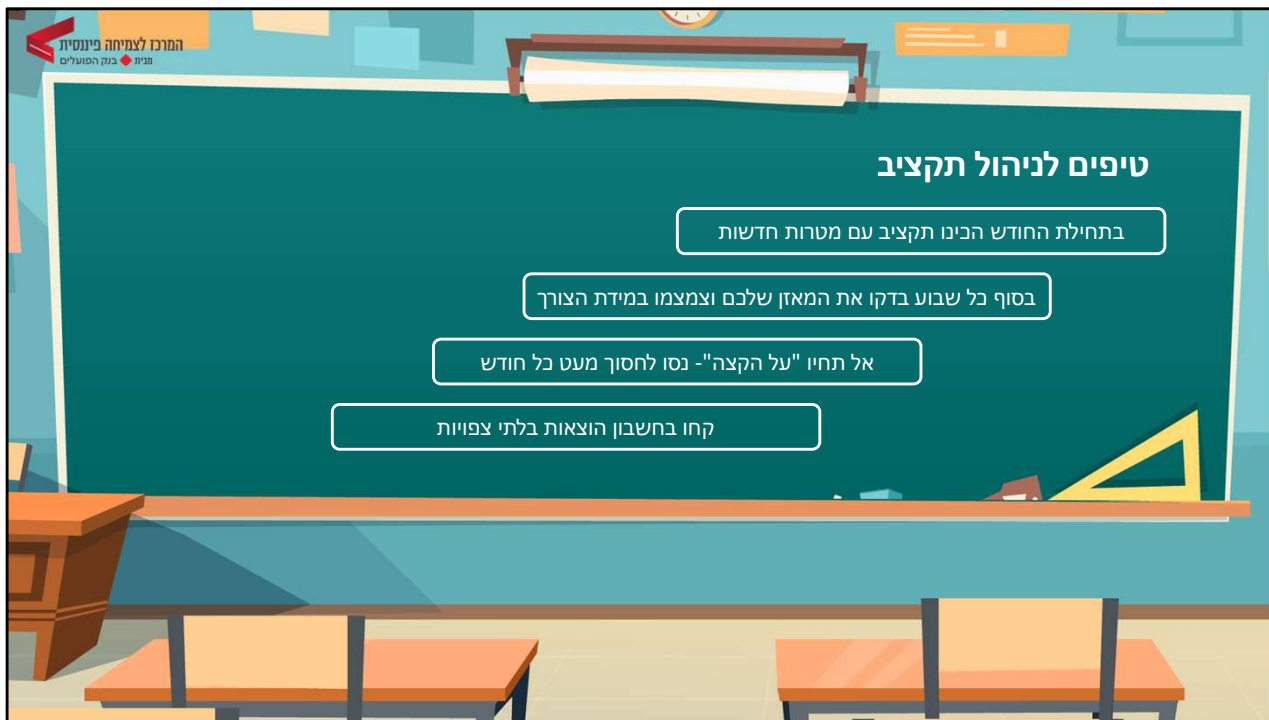 המרכז לצמיחה פיננסית
מבית בנק הפועלים
טיפים לניהול תקציב
בתחילת החודש הכינו תקציב עם מטרות חדשות
בסוף כל שבוע בדקו את המאזן שלכם וצמצמו במידת הצורך
אל תחיו "על הקצה"- נסו לחסוך מעט כל חודש
קחו בחשבון הוצאות בלתי צפויות